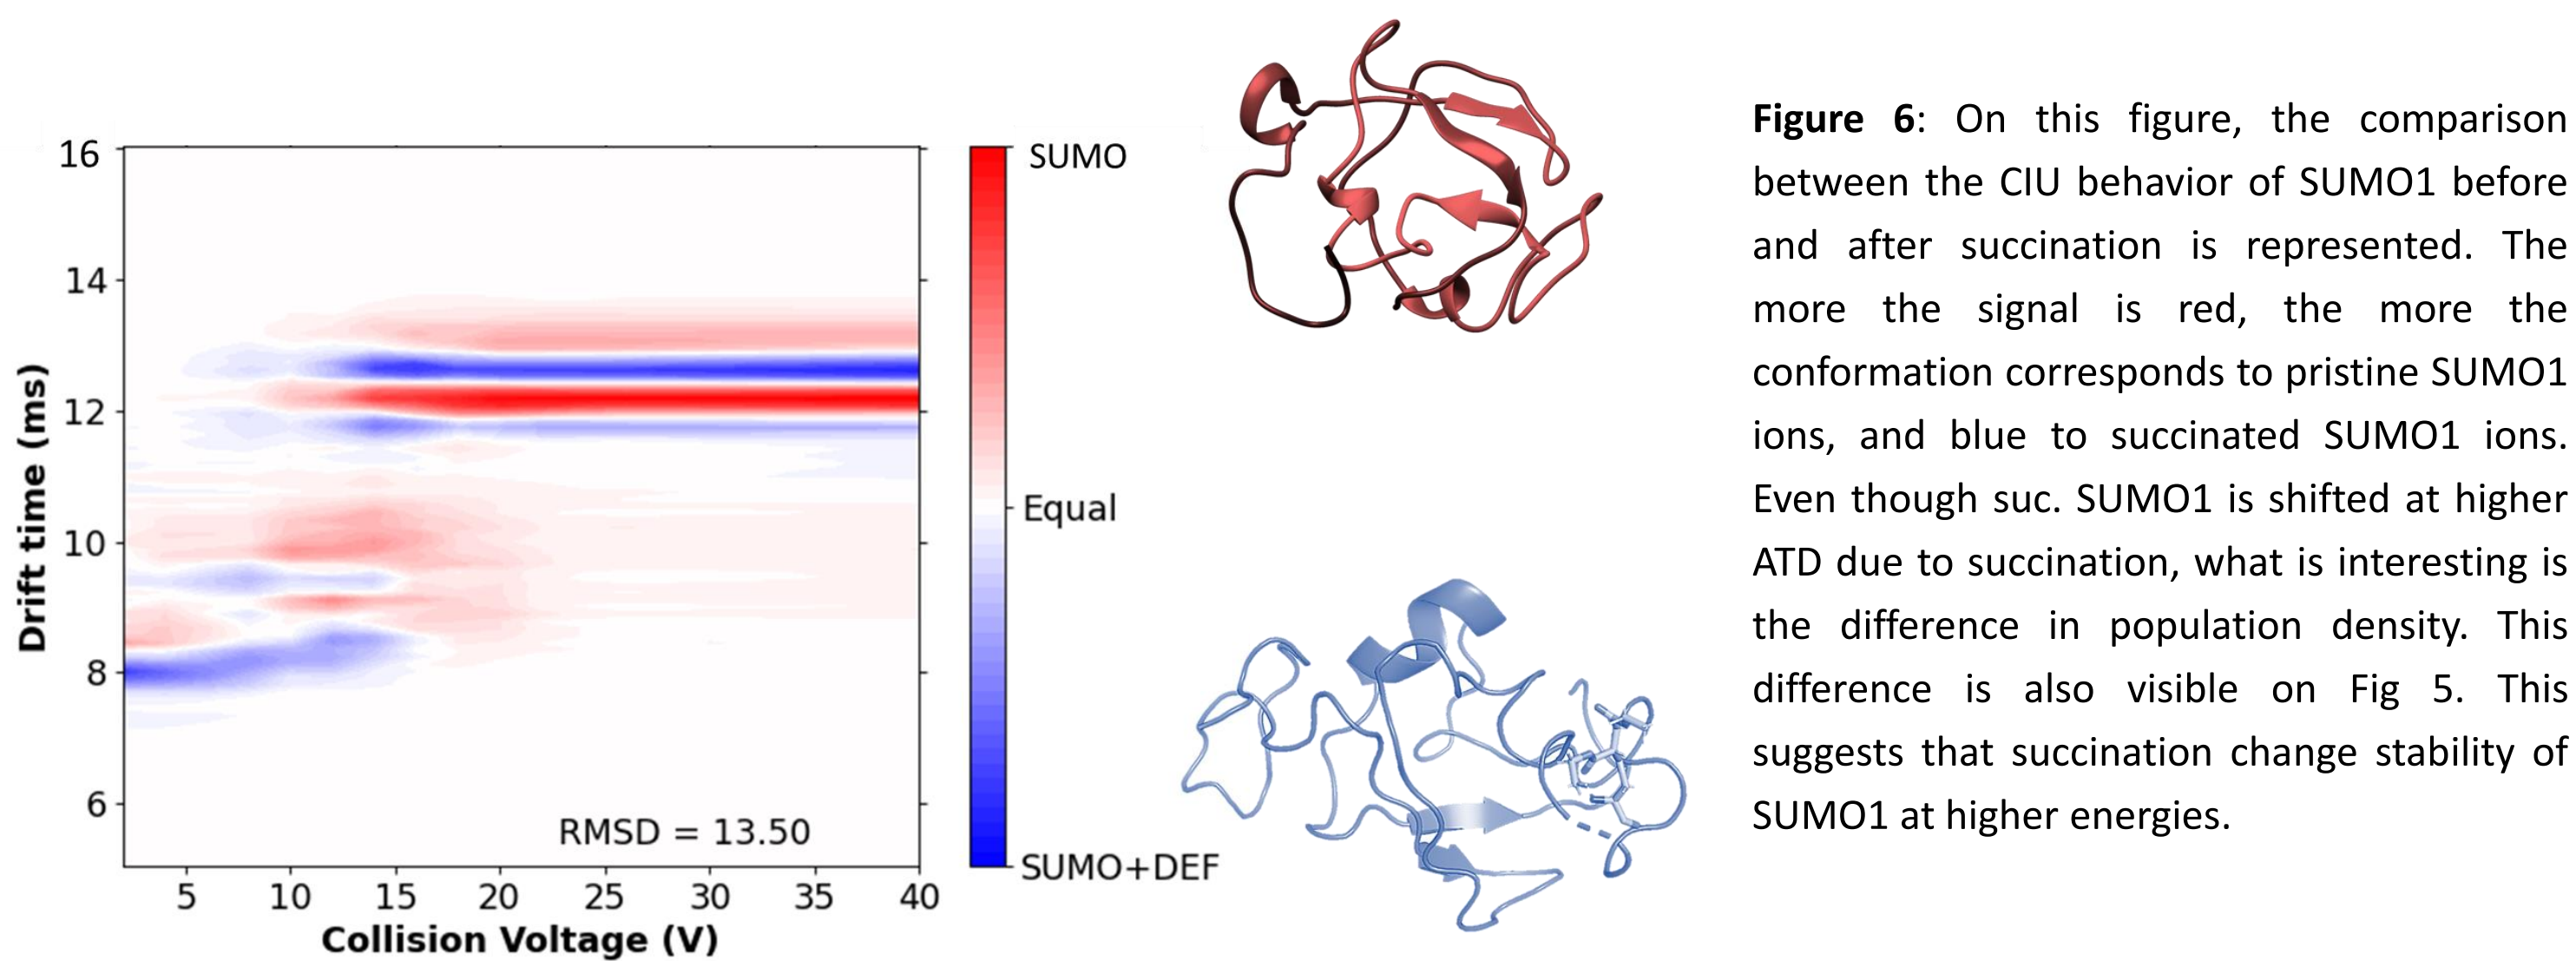 16
14
12
10
8
6
Drift time (ms)
5 10 15 20 25 30 35 40
Collision Voltage (V)
RMSD = 13.50
SUMO
Equal
SUMO+DEF
Figure 6: On this figure, the comparison
between the CIU behavior of SUMO1 before
and after succination is represented. The
more the signal is red, the more the
conformation corresponds to pristine SUMO1
ions, and blue to succinated SUMO1 ions.
Even though suc. SUMO1 is shifted at higher
ATD due to succination, what is interesting is
the difference in population density. This
difference is also visible on Fig 5. This
suggests that succination change stability of
SUMO1 at higher energies.